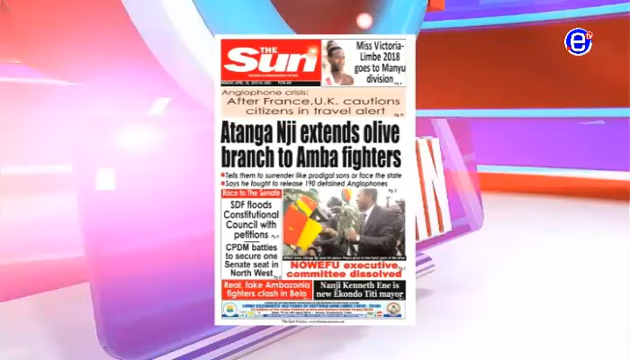 e tv
THE
Sun
Miss Victoria-
Limbe 2018
goes to Manyu
division
Anglophone crisis:
After France,U.K. cautions
citizens in travel alert
Atanga Nji extends olive
branch to Amba fighters
Tells them to surrender like prodigal sons or face the state
Says he fought to release 190 detained Anglophones
Race to The Senate
SDF floods
Constitutional
Council with
petitions
CPDM battles
to secure one
Senate seat in
North West
NOWEFU executive
committee dissolved
Real, fake Ambazonia
fighters clash in Belo
Nanji Kenneth Ene is
new Ekondo Titi mayor